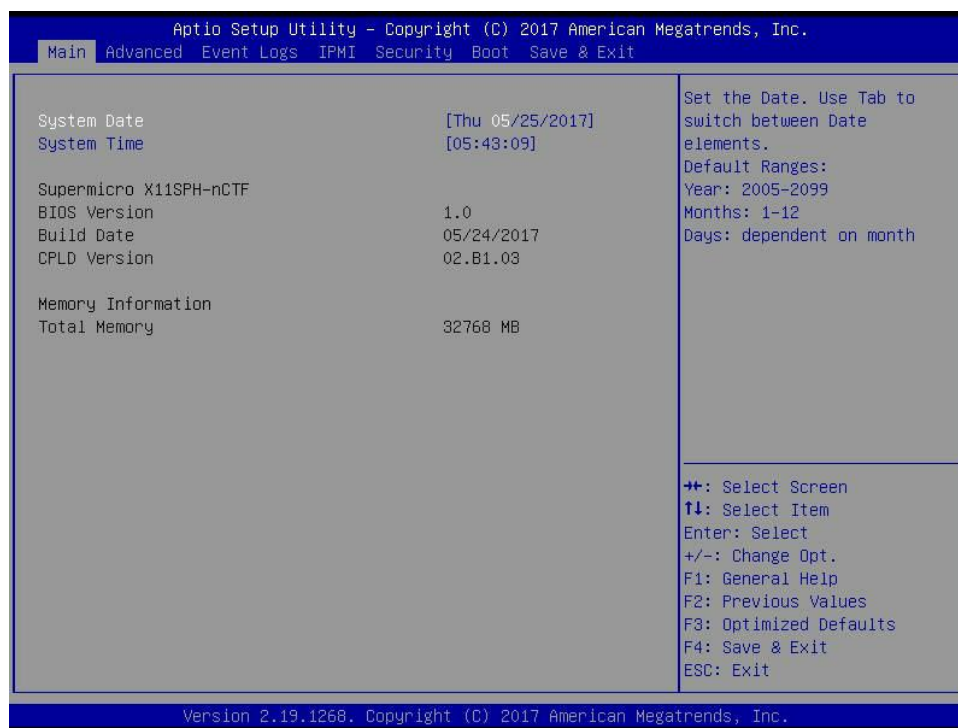 Aptio Setup Utility – Copyright (C) 2017 American Megatrends, Inc.
Main Advanced Event Logs IPMI Security Boot Save & Exit
System Date [Thu 05/25/2017]
System Time [05:43:09]
Supermicro X11SPH-nCTF
BIOS Version 1.0
Build Date 05/24/2017
CPLD Version 02.B1.03
Memory Information
Total Memory 32768 MB
Set the Date. Use Tab to
switch between Date
elements.
Default Ranges:
Year: 2005-2099
Months: 1-12
Days: dependent on month
→←: Select Screen
↑↓: Select Item
Enter: Select
+/-: Change Opt.
F1: General Help
F2: Previous Values
F3: Optimized Defaults
F4: Save & Exit
ESC: Exit
Version 2.19.1268. Copyright (C) 2017 American Megatrends, Inc.